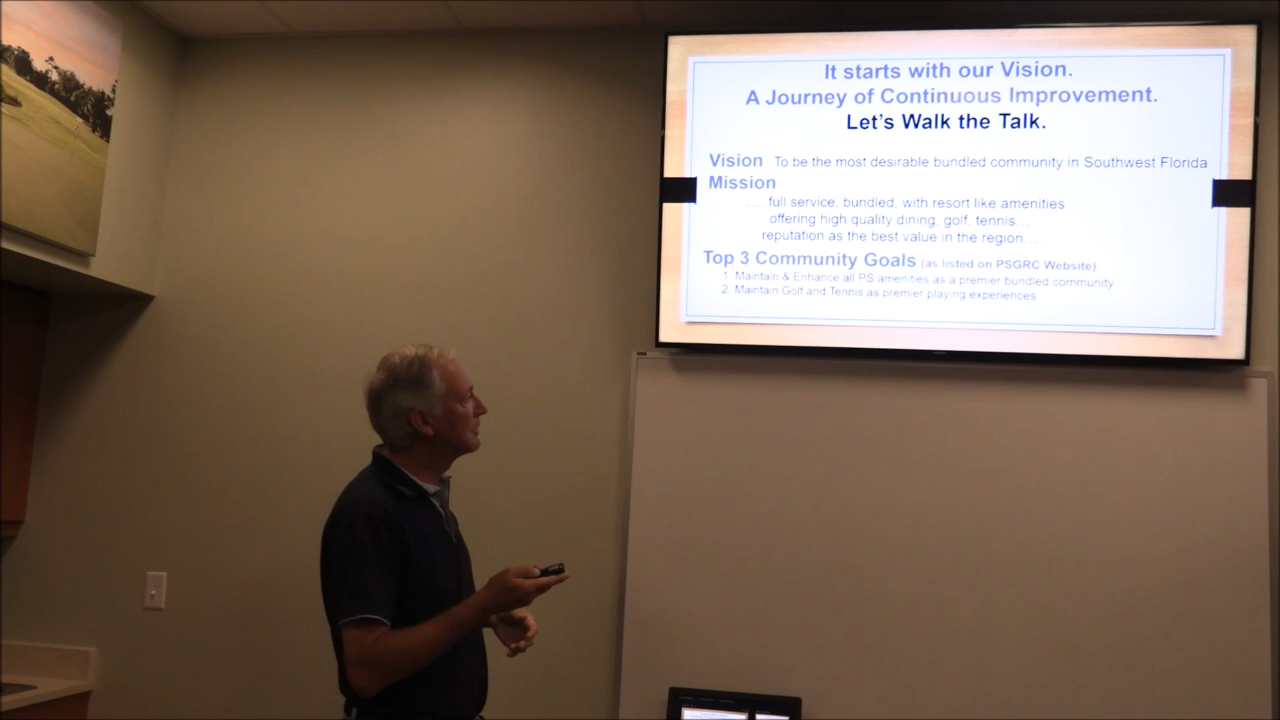 It starts with our Vision.
A Journey of Continuous Improvement.
Let's Walk the Talk.
Vision To be the most desirable bundled community in Southwest Florida
Mission
.... full service, bundled, with resort like amenities
offering high quality dining, golf, tennis...
reputation as the best value in the region....
Top 3 Community Goals (as listed on PSGRC Website)
1. Maintain & Enhance all PS amenities as a premier bundled community
2. Maintain Golf and Tennis as premier playing experiences